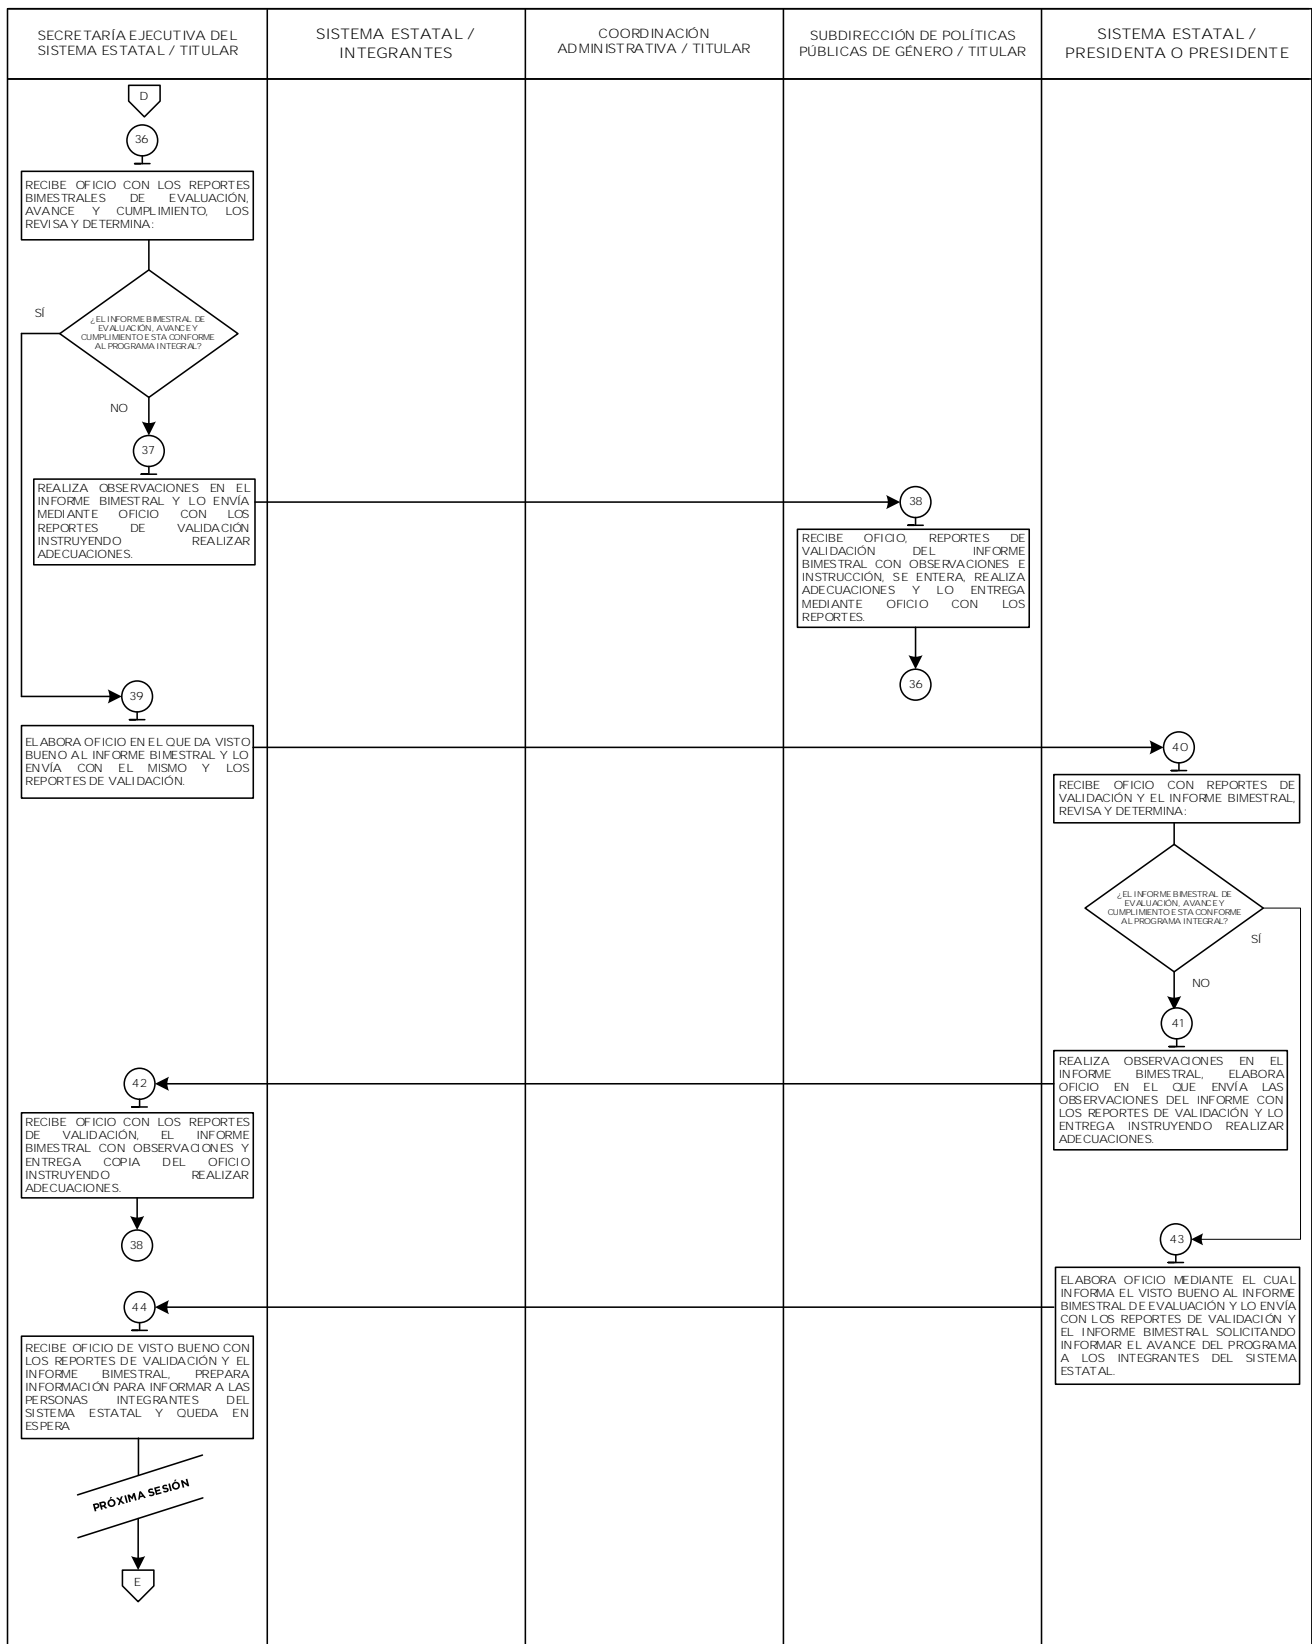 SECRETARÍA EJECUTIVA DEL
SISTEMA ESTATAL / TITULAR
SISTEMA ESTATAL /
INTEGRANTES
COORDINACIÓN
ADMINISTRATIVA / TITULAR
SUBDIRECCIÓN DE POLÍTICAS
PÚBLICAS DE GÉNERO / TITULAR
SISTEMA ESTATAL /
PRESIDENTA O PRESIDENTE
D
36
RECIBE OFICIO CON LOS REPORTES
BIMESTRALES DE EVALUACIÓN,
AVANCE Y CUMPLIMIENTO, LOS
REVISA Y DETERMINA:
SÍ
¿EL INFORME BIMESTRAL DE
EVALUACIÓN, AVANCE Y
CUMPLIMIENTO ESTA CONFORME
AL PROGRAMA INTEGRAL?
NO
37
REALIZA OBSERVACIONES EN EL
INFORME BIMESTRAL Y LO ENVÍA
MEDIANTE OFICIO CON LOS
REPORTES DE VALIDACIÓN
INSTRUYENDO REALIZAR
ADECUACIONES.
38
RECIBE OFICIO, REPORTES DE
VALIDACIÓN DEL INFORME
BIMESTRAL CON OBSERVACIONES E
INSTRUCCIÓN, SE ENTERA, REALIZA
ADECUACIONES Y LO ENTREGA
MEDIANTE OFICIO CON LOS
REPORTES.
36
39
ELABORA OFICIO EN EL QUE DA VISTO
BUENO AL INFORME BIMESTRAL Y LO
ENVÍA CON EL MISMO Y LOS
REPORTES DE VALIDACIÓN.
40
RECIBE OFICIO CON REPORTES DE
VALIDACIÓN Y EL INFORME BIMESTRAL,
REVISA Y DETERMINA:
¿EL INFORME BIMESTRAL DE
EVALUACIÓN, AVANCE Y
CUMPLIMIENTO ESTA CONFORME
AL PROGRAMA INTEGRAL?
SÍ
NO
41
REALIZA OBSERVACIONES EN EL
INFORME BIMESTRAL, ELABORA
OFICIO EN EL QUE ENVÍA LAS
OBSERVACIONES DEL INFORME CON
LOS REPORTES DE VALIDACIÓN Y LO
ENTREGA INSTRUYENDO REALIZAR
ADECUACIONES.
42
RECIBE OFICIO CON LOS REPORTES
DE VALIDACIÓN, EL INFORME
BIMESTRAL CON OBSERVACIONES Y
ENTREGA COPIA DEL OFICIO
INSTRUYENDO REALIZAR
ADECUACIONES.
38
43
ELABORA OFICIO MEDIANTE EL CUAL
INFORMA EL VISTO BUENO AL INFORME
BIMESTRAL DE EVALUACIÓN Y LO ENVÍA
CON LOS REPORTES DE VALIDACIÓN Y
EL INFORME BIMESTRAL SOLICITANDO
INFORMAR EL AVANCE DEL PROGRAMA
A LOS INTEGRANTES DEL SISTEMA
ESTATAL.
44
RECIBE OFICIO DE VISTO BUENO CON
LOS REPORTES DE VALIDACIÓN Y EL
INFORME BIMESTRAL, PREPARA
INFORMACIÓN PARA INFORMAR A LAS
PERSONAS INTEGRANTES DEL
SISTEMA ESTATAL Y QUEDA EN
ESPERA
PRÓXIMA SESIÓN
E